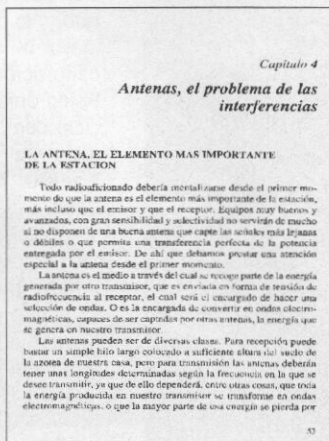 Capítulo 4
Antenas, el problema de las
interferencias
LA ANTENA, EL ELEMENTO MAS IMPORTANTE
DE LA ESTACION
Todo radioaficionado debería mentalizarse desde el primer mo-
mento de que la antena es el elemento más importante de la estación,
más incluso que el emisor y que el receptor. Equipos muy buenos y
avanzados, con gran sensibilidad y selectividad no servirán de mucho
si no disponen de una buena antena que capte las señales más lejanas
o débiles o que permita una transferencia perfecta de la potencia
entregada por el emisor. De ahí que debamos prestar una atención
especial a la antena desde el primer momento.
La antena es el medio a través del cual se recoge parte de la energía
generada por otro transmisor, que es enviada en forma de tensión de
radiofrecuencia al receptor, el cual será el encargado de hacer una
selección de ondas. O es la encargada de convertir en ondas electro-
magnéticas, capaces de ser captadas por otras antenas, la energía que
se genera en nuestro transmisor.
Las antenas pueden ser de diversas clases. Para recepción puede
bastar un simple hilo largo colocado a suficiente altura del suelo de
la azotea de nuestra casa, pero para transmisión las antenas deberán
tener unas longitudes determinadas según la frecuencia en la que se
desee transmitir, ya que de ello dependerá, entre otras cosas, que toda
la energía producida en nuestro transmisor se transforme en ondas
electromagnéticas, o que la mayor parte de esa energía se pierda por